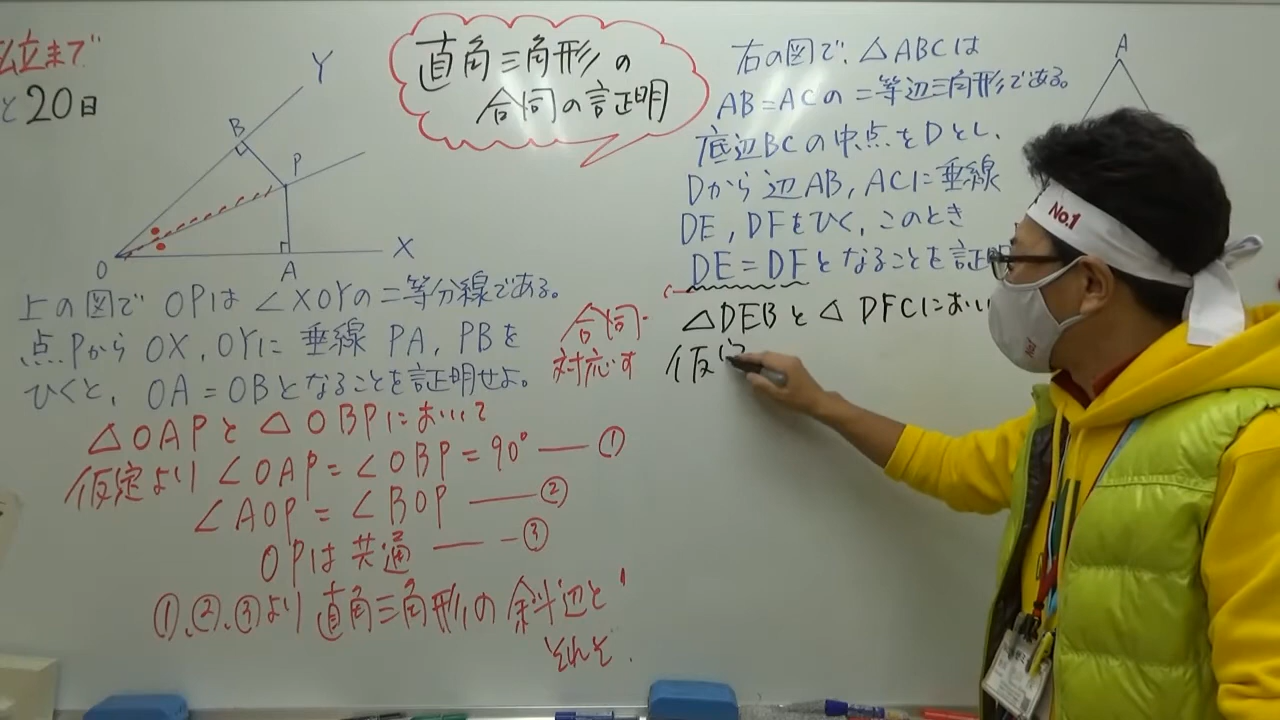 私立まで
と20日
直角三角形の
合同の証明
Y
B
P
O
A
X
上の図で OPは ∠XOYの二等分線である。
点Pから OX, OYに 垂線 PA, PBを
ひくと, OA=OBとなることを証明せよ。
△OAPと △OBPにおいて
仮定より ∠OAP=∠OBP=90° ―― ①
∠AOP = ∠BOP ―― ②
OPは共通 ―― ③
①,②,③より 直角三角形の 斜辺と
それぞ
合同
対応す
右の図で, △ABCは
AB=ACの二等辺三角形である。
底辺BCの中点をDとし,
Dから辺AB, ACに垂線
DE, DFをひく, このとき
DE=DFとなることを証
△DEBと△DFCにおい
仮
A
No.1